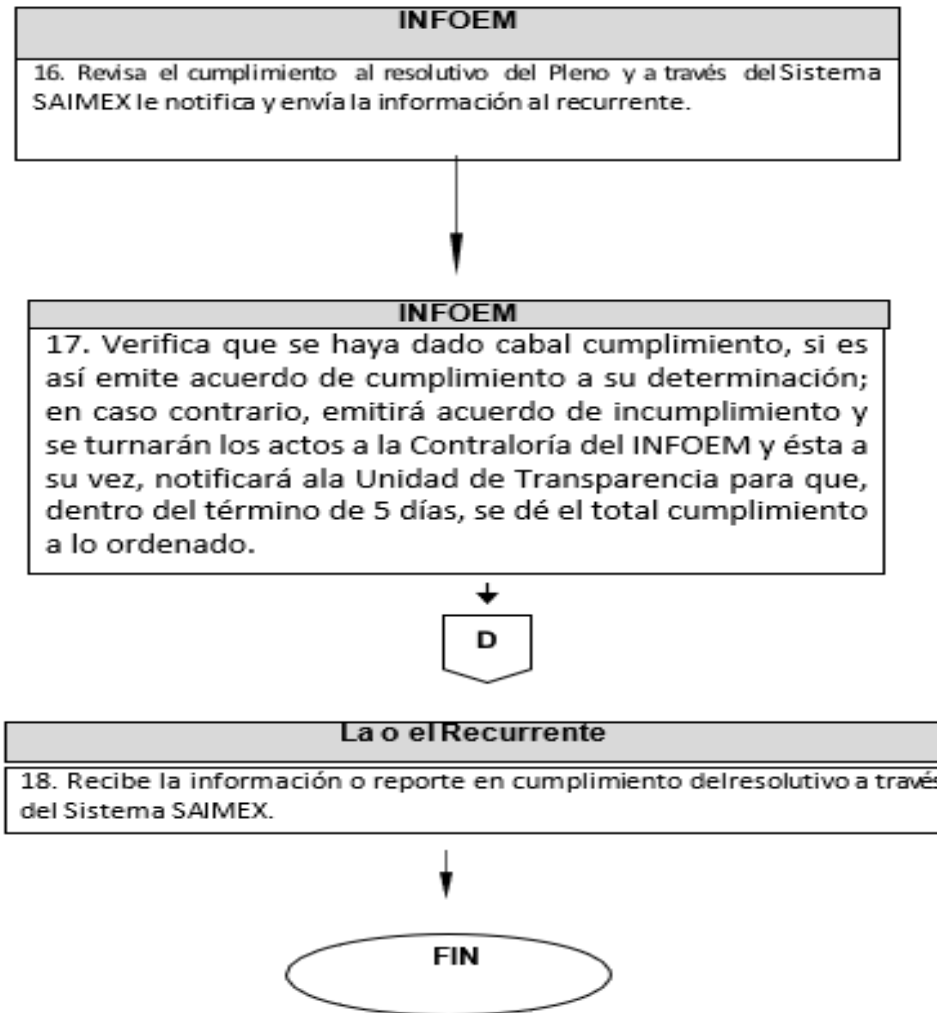 INFOEM
16. Revisa el cumplimiento al resolutivo del Pleno y a través del Sistema
SAIMEX le notifica y envía la información al recurrente.
INFOEM
17. Verifica que se haya dado cabal cumplimiento, si es
así emite acuerdo de cumplimiento a su determinación;
en caso contrario, emitirá acuerdo de incumplimiento y
se turnarán los actos a la Contraloría del INFOEM y ésta a
su vez, notificará ala Unidad de Transparencia para que,
dentro del término de 5 días, se dé el total cumplimiento
a lo ordenado.
D
La o el Recurrente
18. Recibe la información o reporte en cumplimiento delresolutivo a través
del Sistema SAIMEX.
FIN